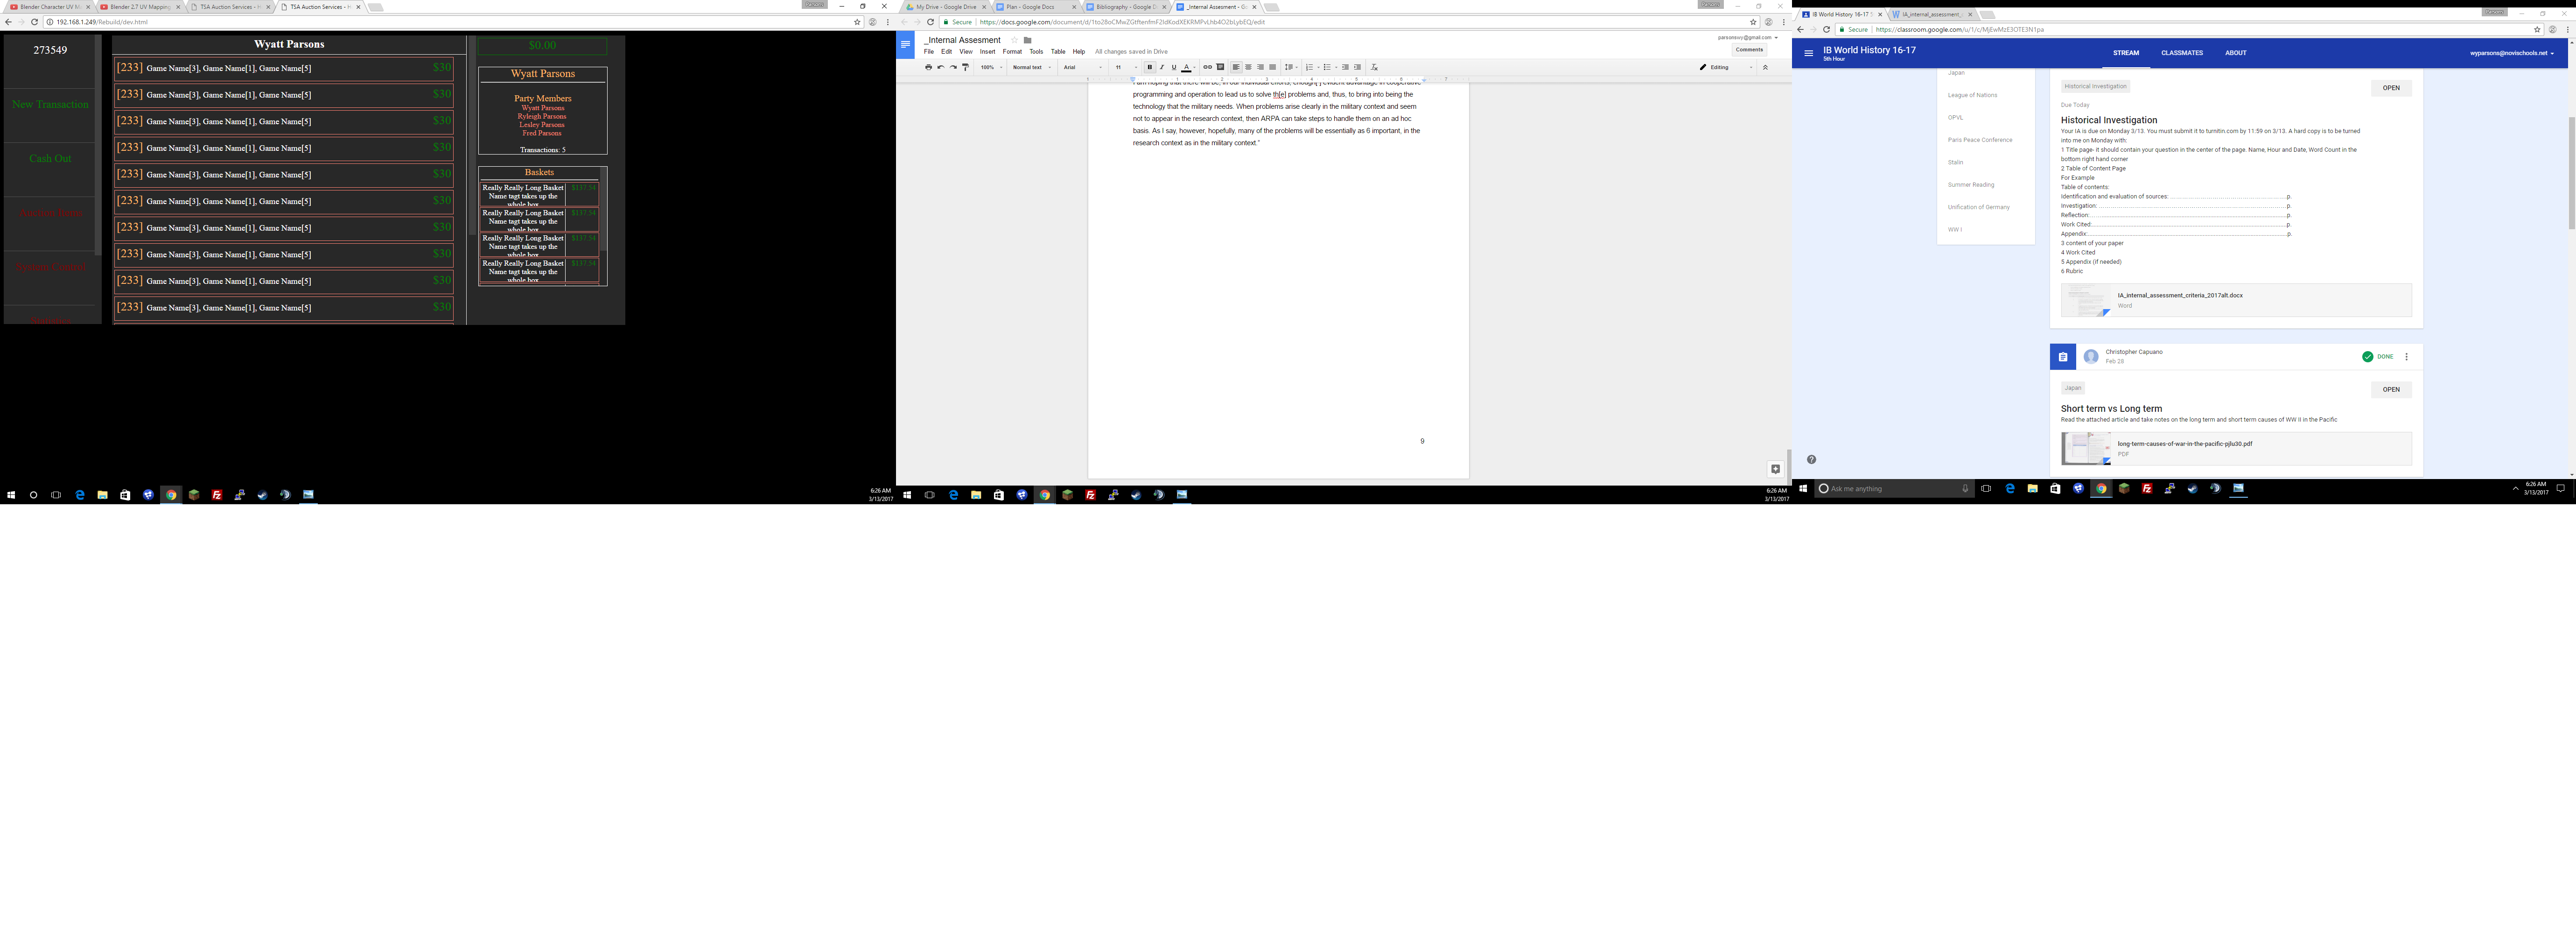 Blender Character UV M
Blender 2.7 UV Mapping
TSA Auction Services - H
TSA Auction Services - H
Parsons
192.168.1.249/Rebuild/dev.html
273549
New Transaction
Cash Out
System Control
Wyatt Parsons
[233] Game Name[3], Game Name[1], Game Name[5] $30
[233] Game Name[3], Game Name[1], Game Name[5] $30
[233] Game Name[3], Game Name[1], Game Name[5] $30
[233] Game Name[3], Game Name[1], Game Name[5] $30
[233] Game Name[3], Game Name[1], Game Name[5] $30
[233] Game Name[3], Game Name[1], Game Name[5] $30
[233] Game Name[3], Game Name[1], Game Name[5] $30
[233] Game Name[3], Game Name[1], Game Name[5] $30
[233] Game Name[3], Game Name[1], Game Name[5] $30
[233] Game Name[3], Game Name[1], Game Name[5] $30
$0.00
Wyatt Parsons
Party Members
Wyatt Parsons
Ryleigh Parsons
Lesley Parsons
Fred Parsons
Transactions: 5
Baskets
Really Really Long Basket $137.54
Name tagt takes up the
whole box
Really Really Long Basket $137.54
Name tagt takes up the
whole box
Really Really Long Basket $137.54
Name tagt takes up the
whole box
Really Really Long Basket $137.54
Name tagt takes up the
whole box
6:26 AM
3/13/2017
My Drive - Google Drive
Plan - Google Docs
Bibliography - Google D
_Internal Assesment - G
Parsons
Secure
https://docs.google.com/document/d/1to28oCMwZGtftenfmF2IdKodXEKRMPvLhb4O2bLybEQ/edit
_Internal Assesment
parsonswy@gmail.com
File Edit View Insert Format Tools Table Help All changes saved in Drive
Comments
100% Normal text Arial 11 Editing
programming and operation to lead us to solve th[e] problems and, thus, to bring into being the
technology that the military needs. When problems arise clearly in the military context and seem
not to appear in the research context, then ARPA can take steps to handle them on an ad hoc
basis. As I say, however, hopefully, many of the problems will be essentially as 6 important, in the
research context as in the military context."
9
6:26 AM
3/13/2017
IB World History 16-17 5
IA_internal_assessment_
Parsons
Secure
https://classroom.google.com/u/1/c/MjEwMzE3OTE3N1pa
IB World History 16-17
5th Hour
STREAM CLASSMATES ABOUT
wyparsons@novischools.net
Japan
League of Nations
OPVL
Paris Peace Conference
Stalin
Summer Reading
Unification of Germany
WW I
Historical Investigation
OPEN
Due Today
Historical Investigation
Your IA is due on Monday 3/13. You must submit it to turnitin.com by 11:59 on 3/13. A hard copy is to be turned
into me on Monday with:
1 Title page- it should contain your question in the center of the page. Name, Hour and Date, Word Count in the
bottom right hand corner
2 Table of Content Page
For Example
Table of contents:
Identification and evaluation of sources: ........p.
Investigation: ........p.
Reflection:........p.
Work Cited:........p.
Appendix:........p.
3 content of your paper
4 Work Cited
5 Appendix (if needed)
6 Rubric
IA_internal_assessment_criteria_2017alt.docx
Word
Christopher Capuano
Feb 28
DONE
Japan
OPEN
Short term vs Long term
Read the attached article and take notes on the long term and short term causes of WW II in the Pacific
long-term-causes-of-war-in-the-pacific-pjlu30.pdf
PDF
Ask me anything
6:26 AM
3/13/2017